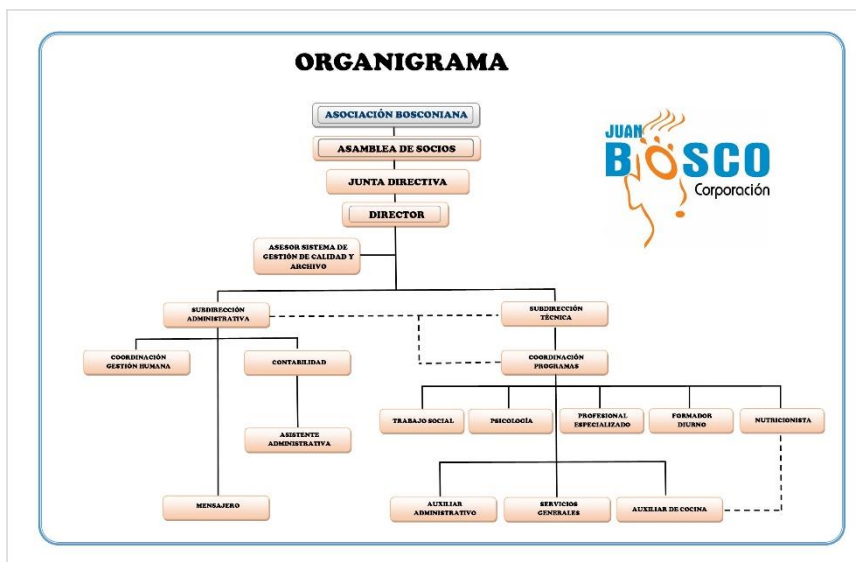 ORGANIGRAMA
ASOCIACIÓN BOSCONIANA
ASAMBLEA DE SOCIOS
JUNTA DIRECTIVA
DIRECTOR
JUAN
BOSCO
Corporación
ASESOR SISTEMA DE
GESTIÓN DE CALIDAD Y
ARCHIVO
SUBDIRECCIÓN
ADMINISTRATIVA
SUBDIRECCIÓN
TÉCNICA
COORDINACIÓN
GESTIÓN HUMANA
CONTABILIDAD
COORDINACIÓN
PROGRAMAS
TRABAJO SOCIAL
PSICOLOGÍA
PROFESIONAL
ESPECIALIZADO
FORMADOR
DIURNO
NUTRICIONISTA
ASISTENTE
ADMINISTRATIVA
MENSAJERO
AUXILIAR
ADMINISTRATIVO
SERVICIOS
GENERALES
AUXILIAR DE COCINA